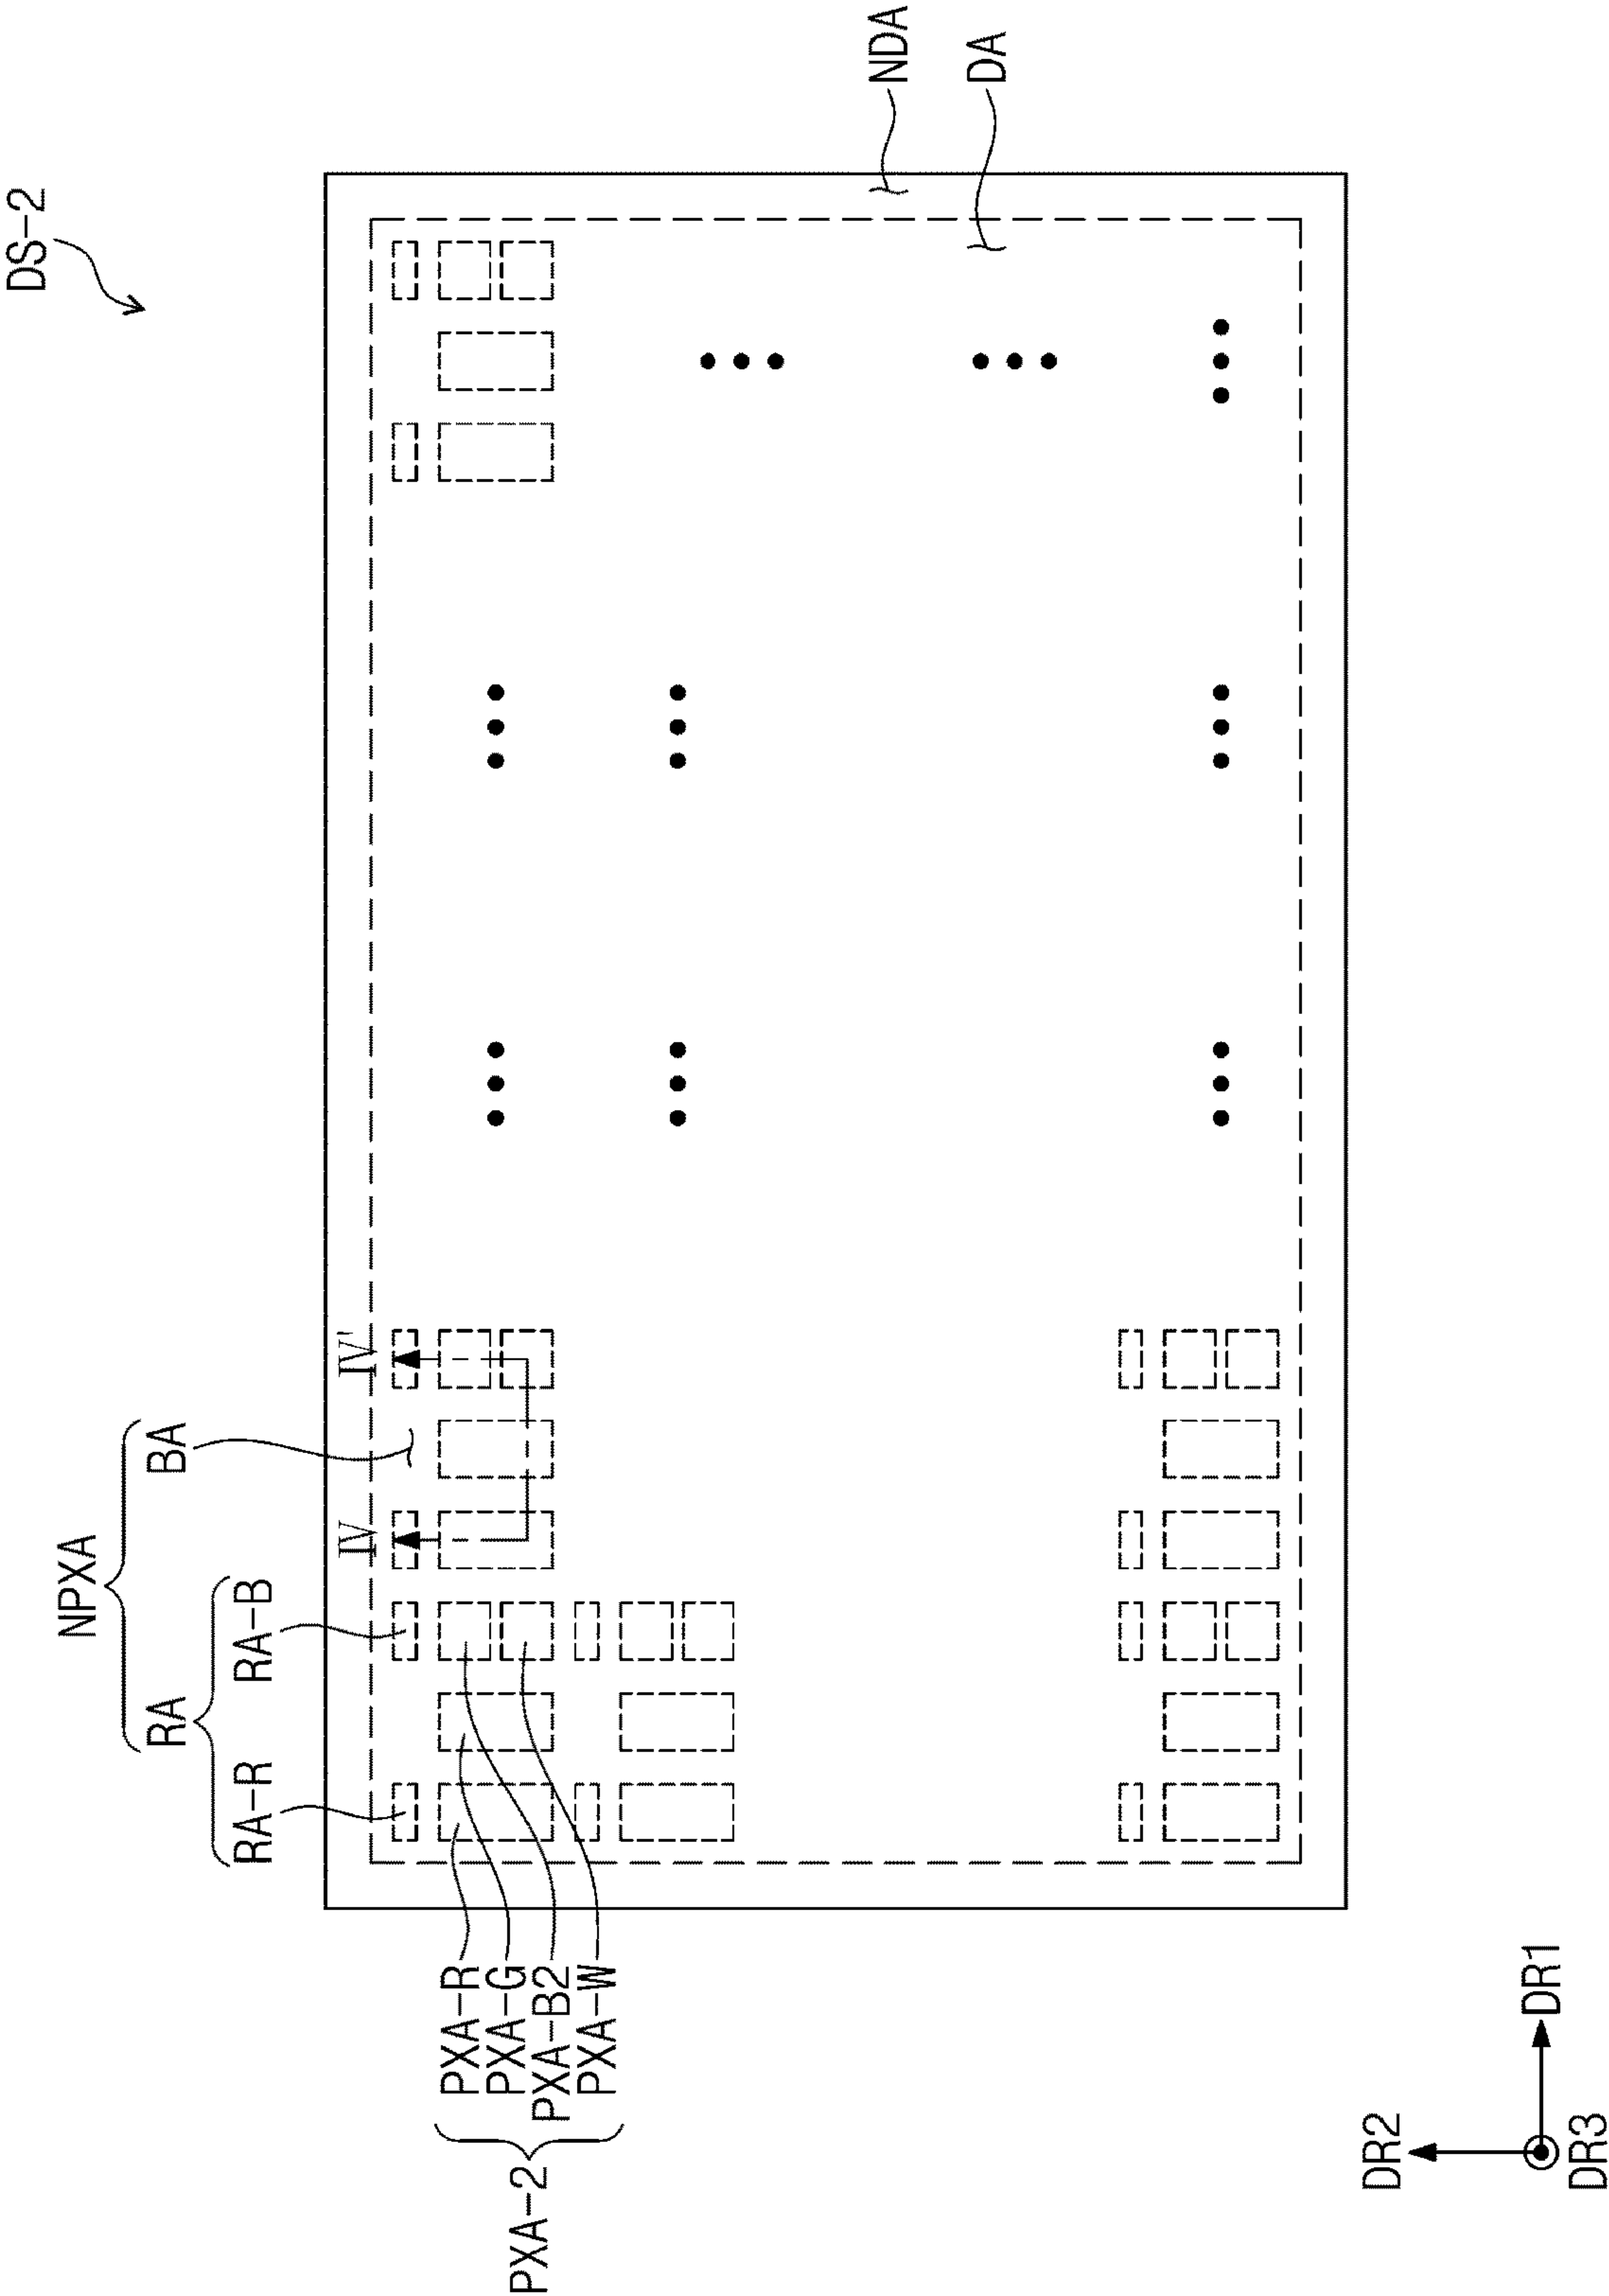 DS-2
NPXA
RA
BA
RA-R
RA-B
IV
IV'
NDA
DA
PXA-2
PXA-R
PXA-G
PXA-B2
PXA-W
DR2
DR3
DR1